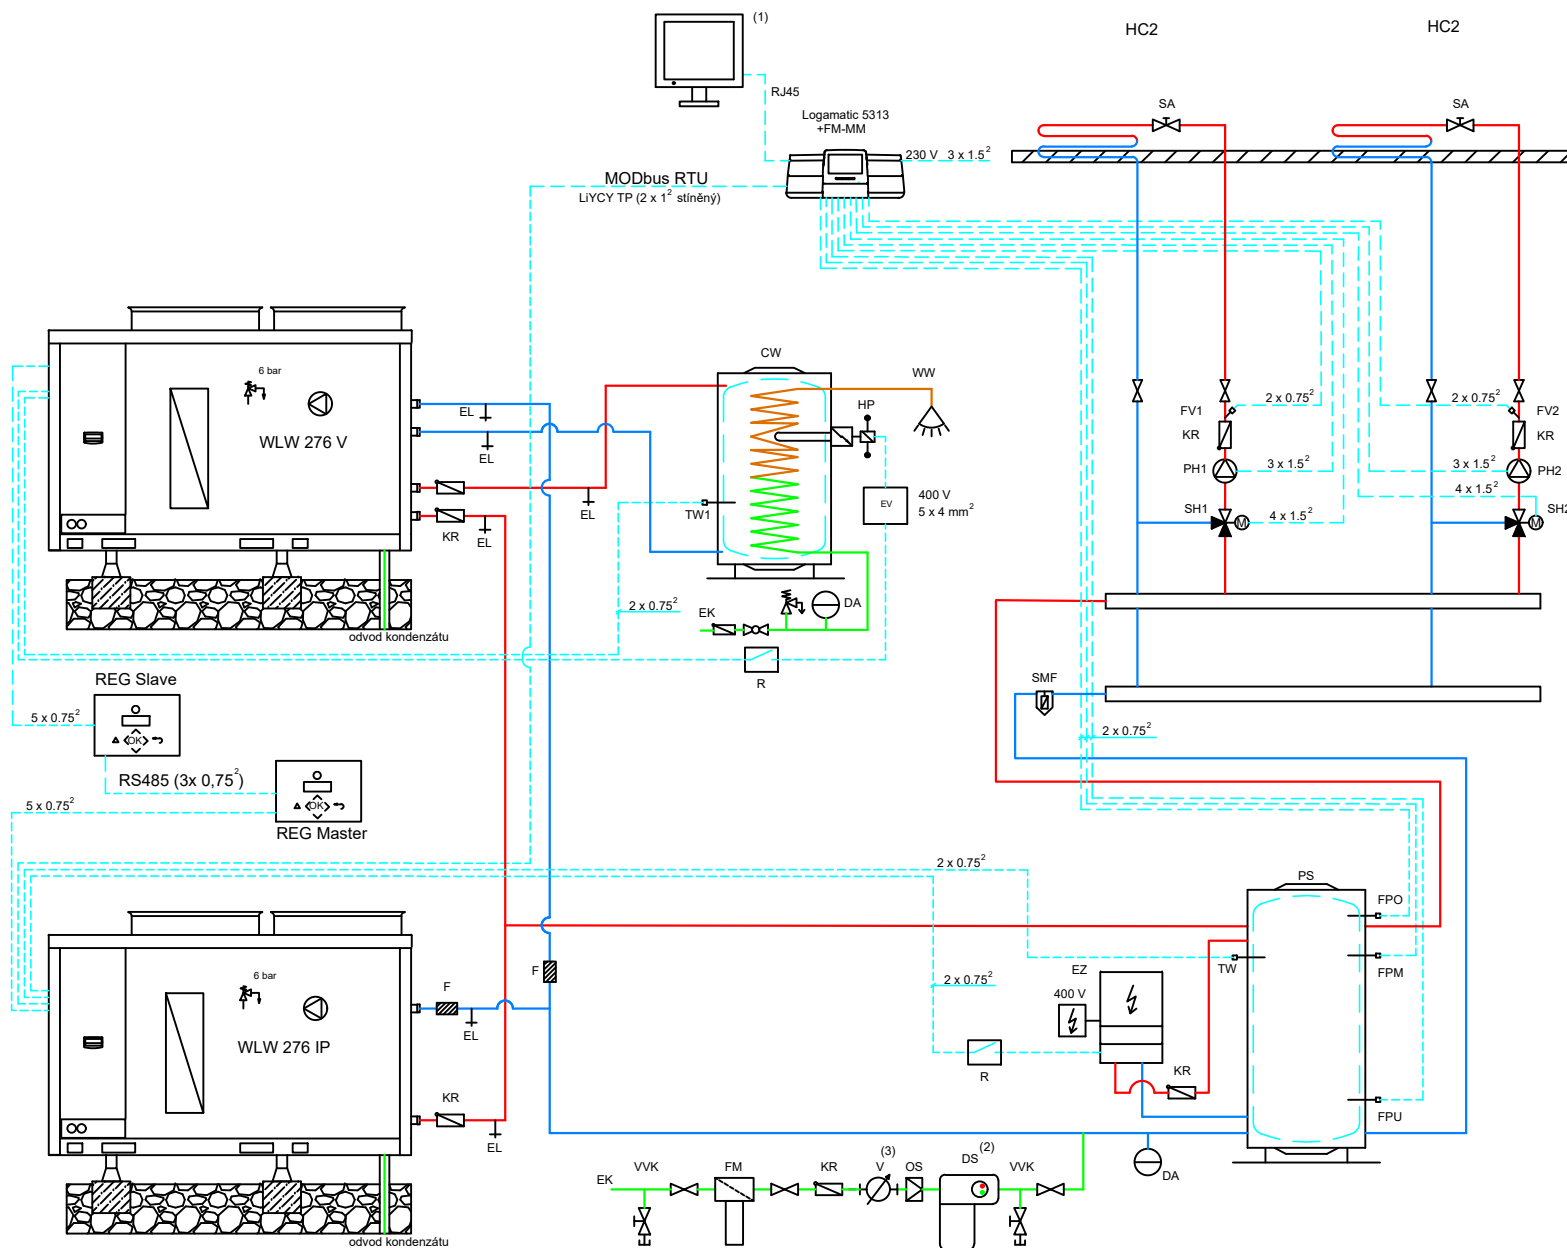 (1)
HC2
HC2
RJ45
SA
SA
Logamatic 5313
+FM-MM
230 V 3 x 1.5²
MODbus RTU
LiYCY TP (2 x 1² stíněný)
6 bar
WLW 276 V
EL
EL
EL
KR
EL
CW
WW
HP
TW1
EV
400 V
5 x 4 mm²
2 x 0.75²
EK
DA
R
FV1
2 x 0.75²
KR
PH1
3 x 1.5²
SH1
M
4 x 1.5²
2 x 0.75²
FV2
KR
3 x 1.5²
PH2
4 x 1.5²
SH2
M
odvod kondenzátu
REG Slave
5 x 0.75²
OK
RS485 (3x 0,75²)
5 x 0.75²
OK
REG Master
SMF
2 x 0.75²
2 x 0.75²
PS
FPO
TW
FPM
FPU
6 bar
WLW 276 IP
F
F
EL
KR
EL
2 x 0.75²
EZ
400 V
R
KR
DA
EK
VVK
FM
KR
(3)
V
OS
DS
(2)
VVK
odvod kondenzátu